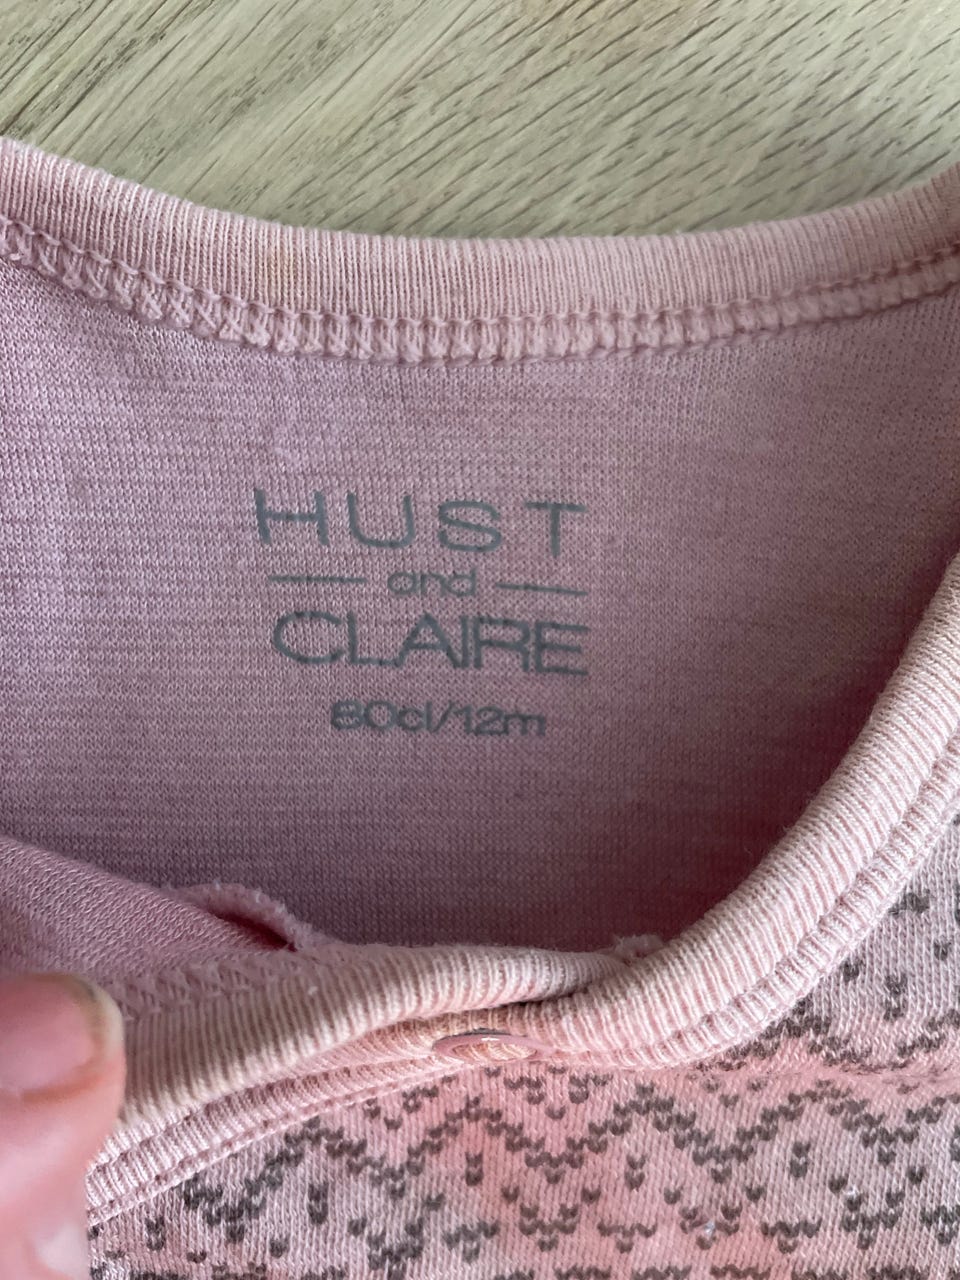 HUST
and
CLAIRE
80cl/12m